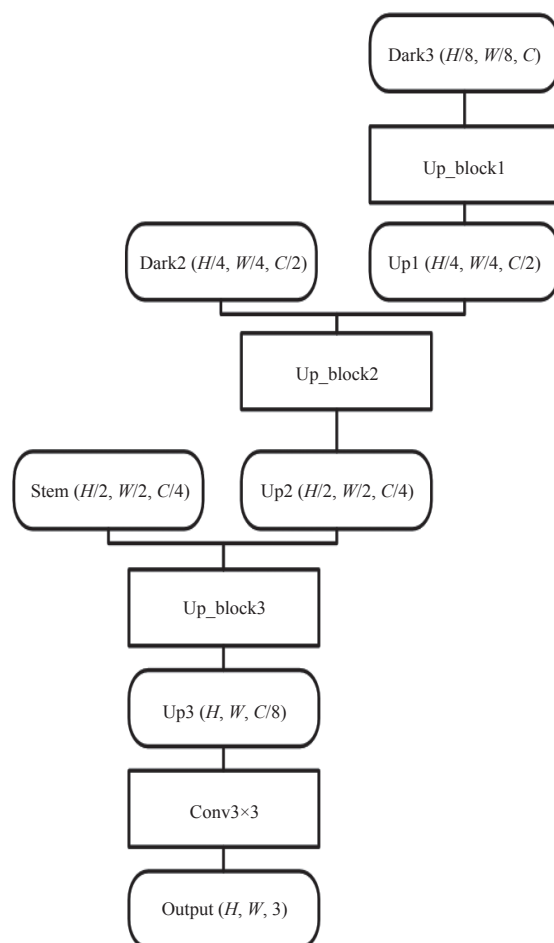 Dark3 (H/8, W/8, C)
Up_block1
Dark2 (H/4, W/4, C/2)
Up1 (H/4, W/4, C/2)
Up_block2
Stem (H/2, W/2, C/4)
Up2 (H/2, W/2, C/4)
Up_block3
Up3 (H, W, C/8)
Conv3×3
Output (H, W, 3)